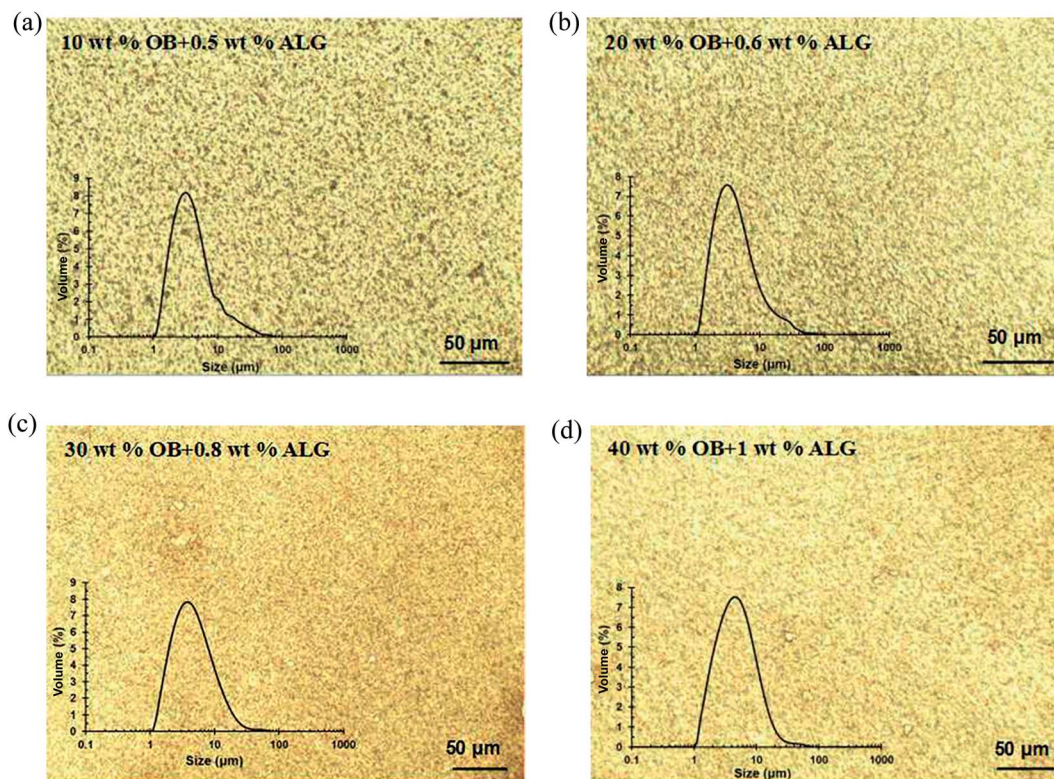 (a)
10 wt % OB+0.5 wt % ALG
9
8
7
6
5
4
3
2
1
0
Volume (%)
0.1 1 10 100 1000
Size (µm)
50 µm
(b)
20 wt % OB+0.6 wt % ALG
8
7
6
5
4
3
2
1
0
Volume (%)
0.1 1 10 100 1000
Size (µm)
50 µm
(c)
30 wt % OB+0.8 wt % ALG
9
8
7
6
5
4
3
2
1
0
Volume (%)
0.1 1 10 100 1000
Size (µm)
50 µm
(d)
40 wt % OB+1 wt % ALG
8
7
6
5
4
3
2
1
0
Volume (%)
0.1 1 10 100 1000
Size (µm)
50 µm